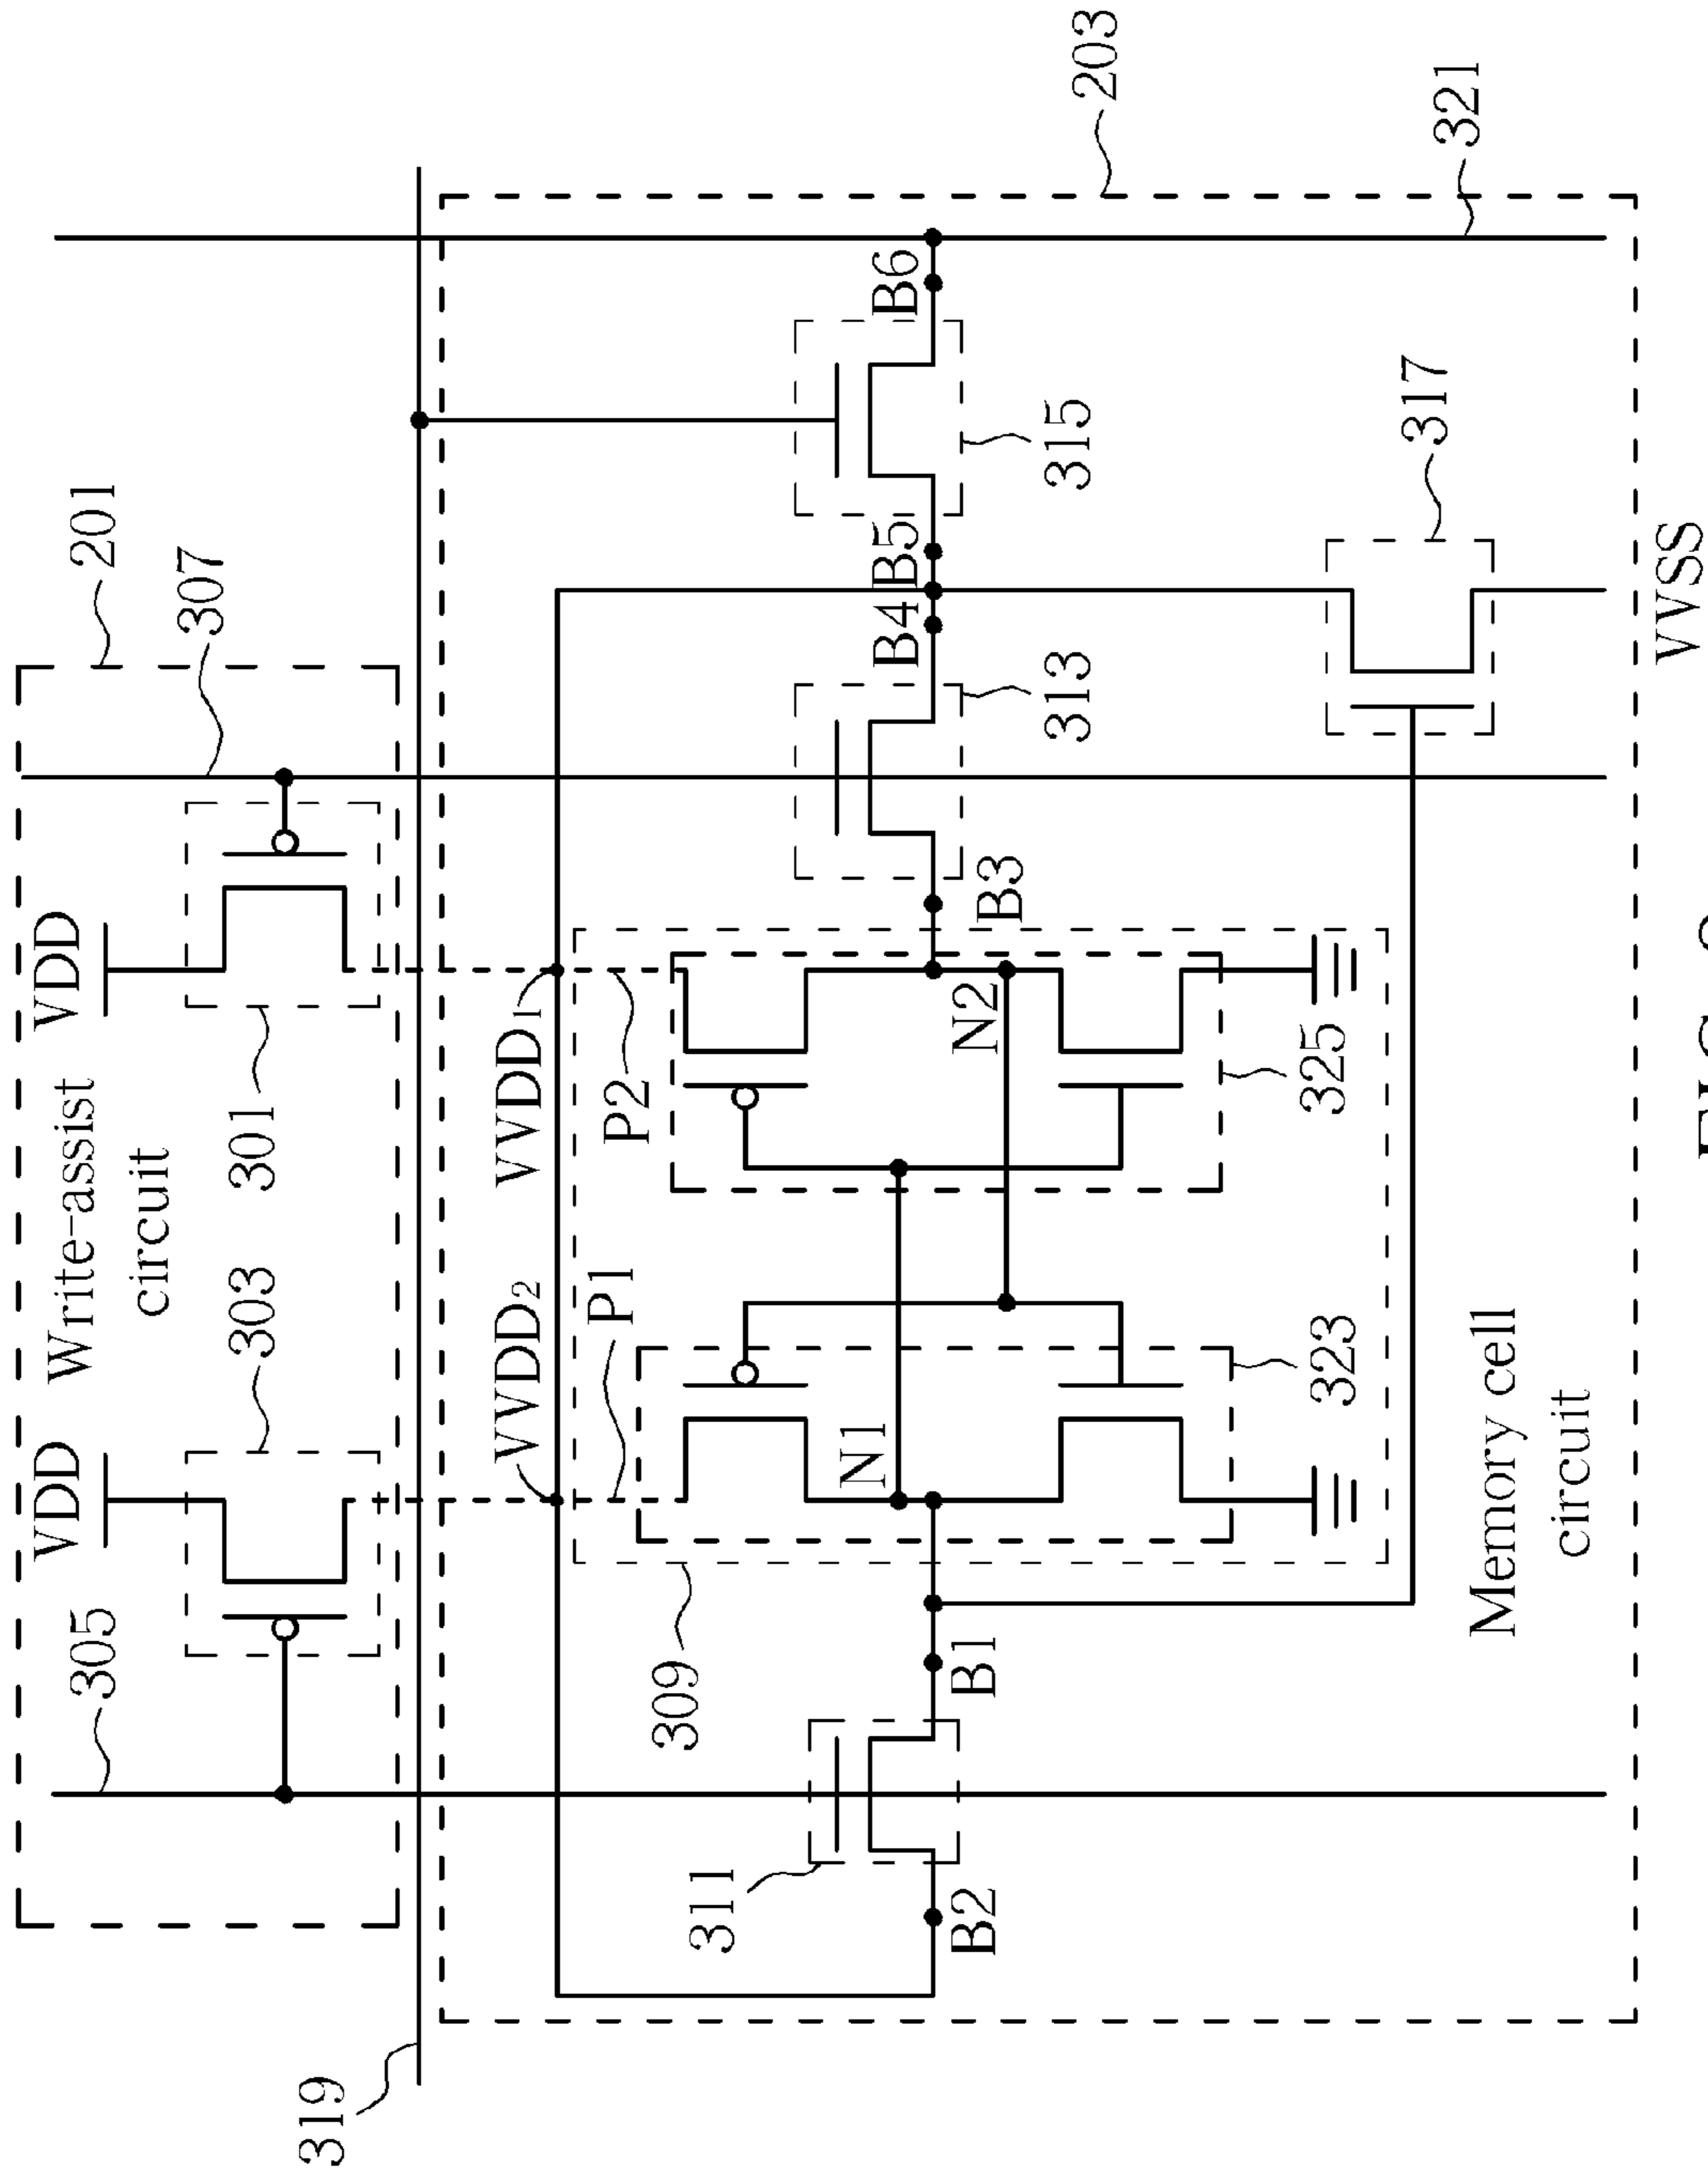 VDD
Write-assist
VDD
305
201
circuit
307
303
301
319
VVDD2
VVDD1
P1
P2
309
311
N1
B4
B5
B6
B2
B1
N2
B3
313
315
203
323
325
317
321
Memory cell
circuit
VVSS